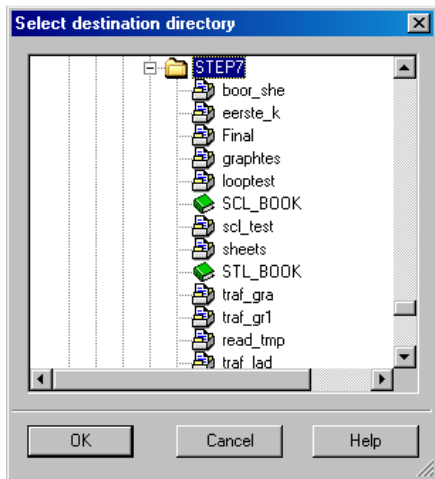 Select destination directory
STEP7
boor_she
eerste_k
Final
graphtes
looptest
SCL_BOOK
scl_test
sheets
STL_BOOK
traf_gra
traf_gr1
read_tmp
traf_lad
OK Cancel Help